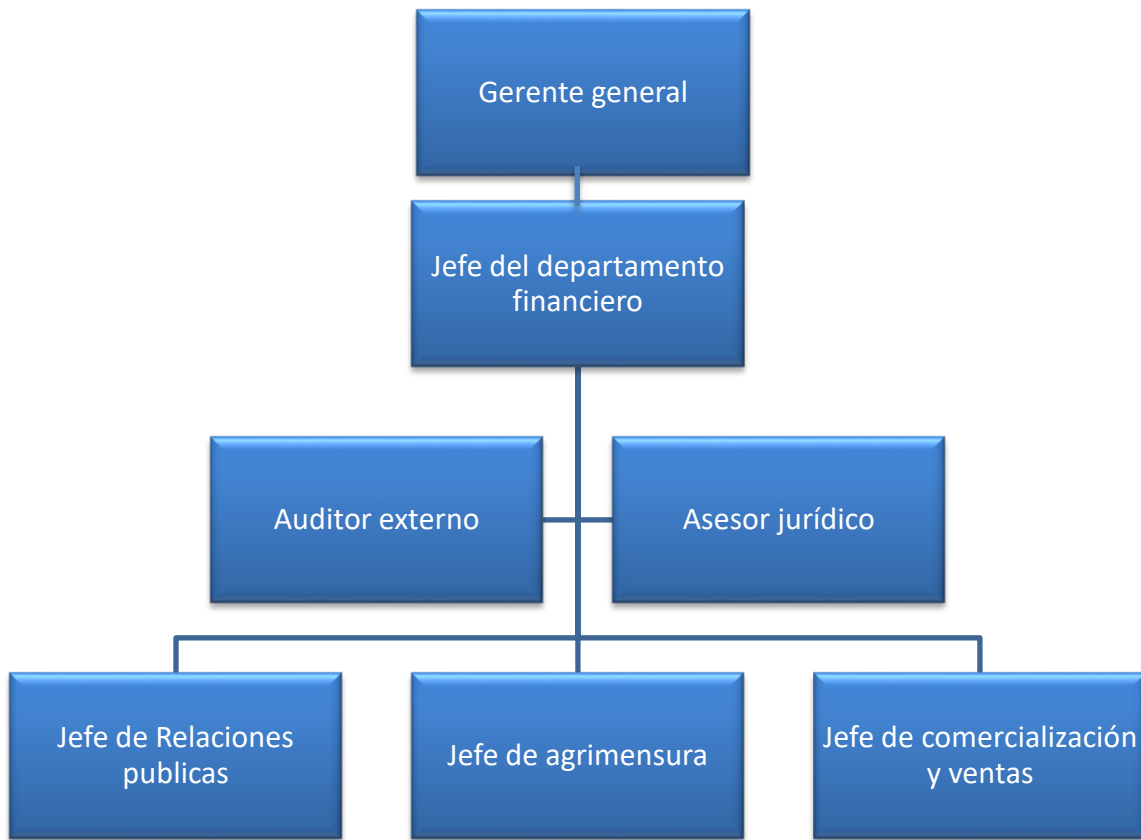 Gerente general
Jefe del departamento
financiero
Auditor externo
Asesor jurídico
Jefe de Relaciones
publicas
Jefe de agrimensura
Jefe de comercialización
y ventas